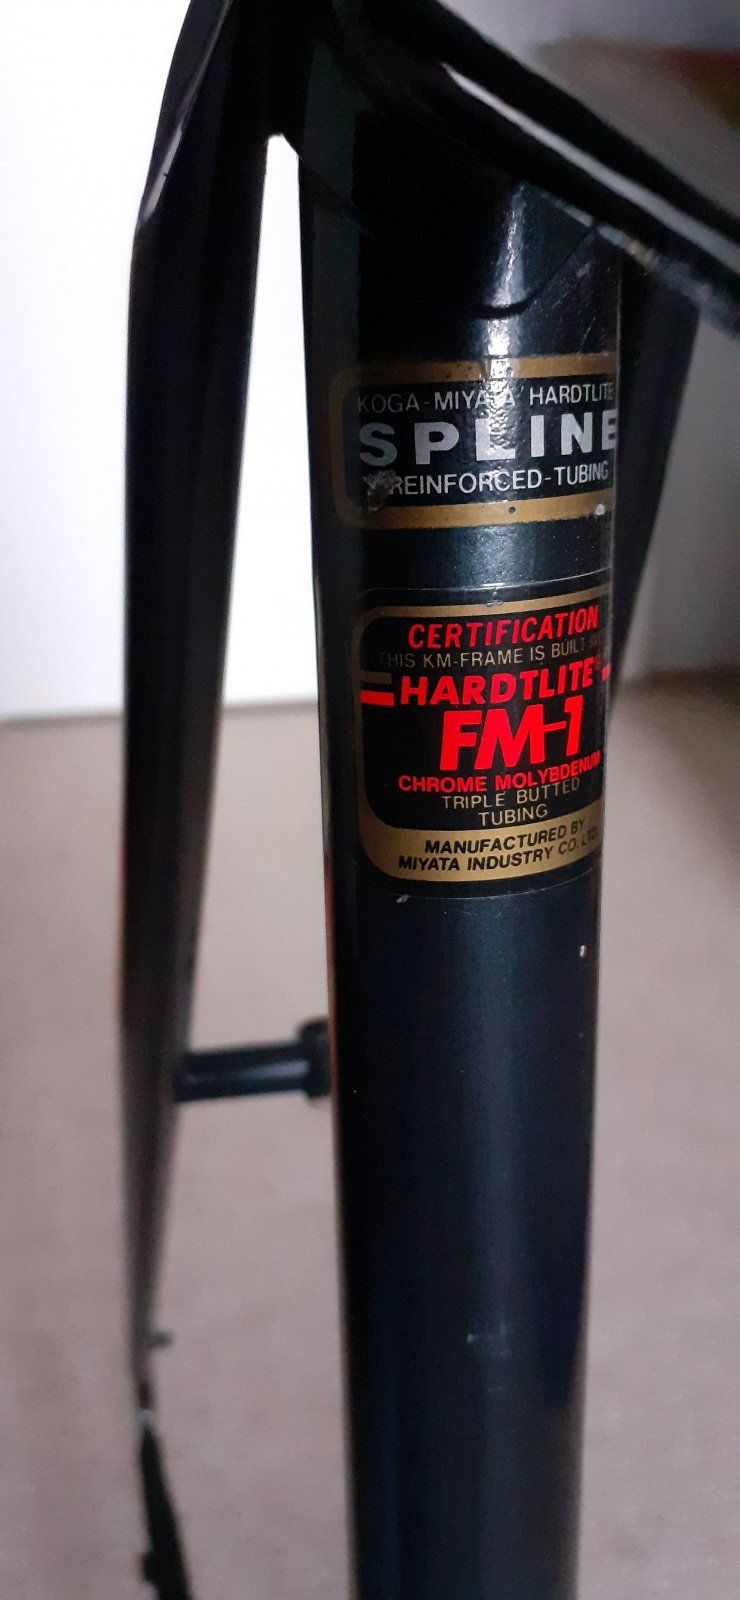 KOGA-MIYATA HARDTLITE
SPLINE
REINFORCED-TUBING
CERTIFICATION
THIS KM-FRAME IS BUILT
HARDTLITE
FM-1
CHROME MOLYBDENUM
TRIPLE BUTTED
TUBING
MANUFACTURED BY
MIYATA INDUSTRY CO. LTD.